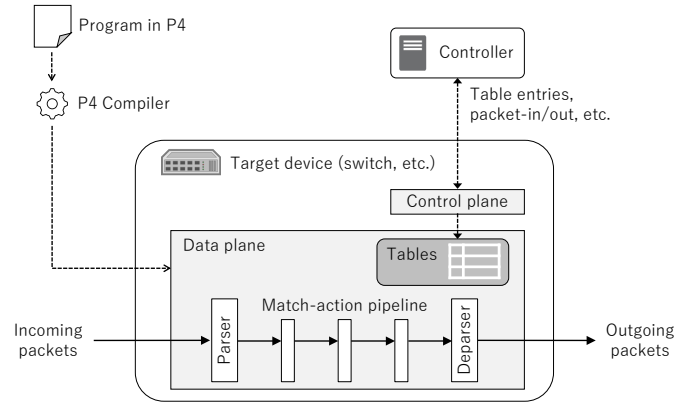 Program in P4
P4 Compiler
Controller
Table entries,
packet-in/out, etc.
Target device (switch, etc.)
Control plane
Data plane
Tables
Match-action pipeline
Incoming
packets
Parser
Deparser
Outgoing
packets